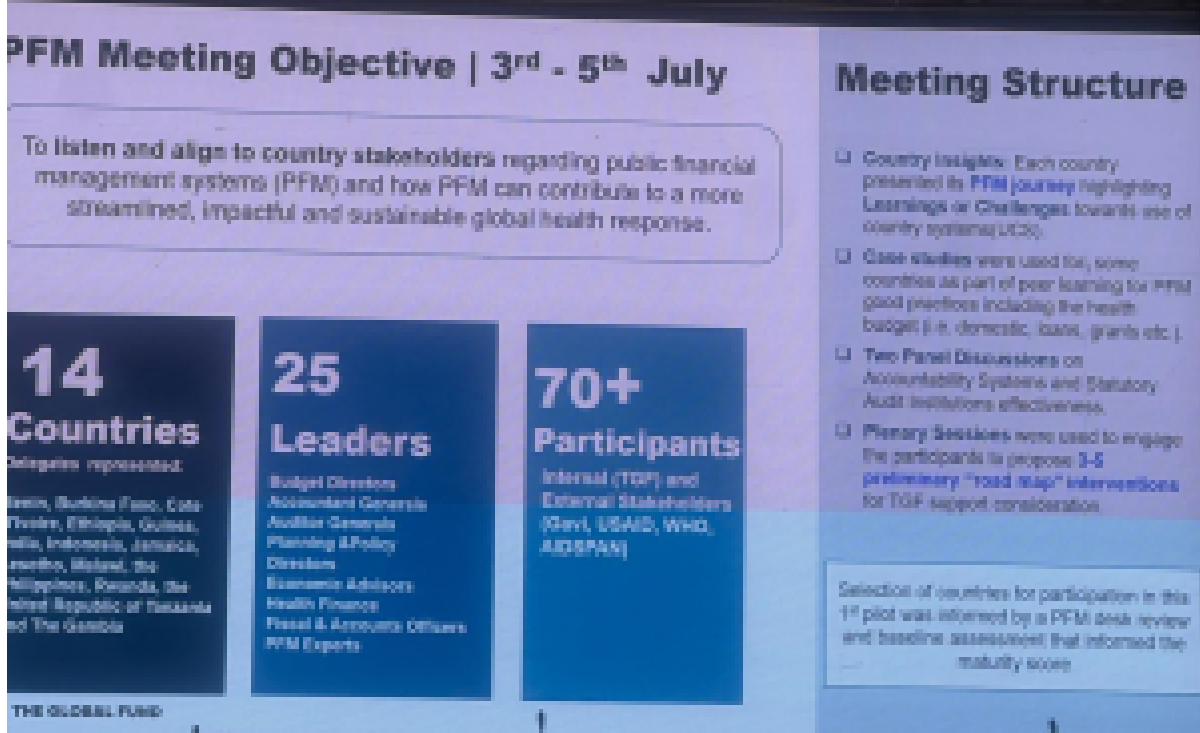 PFM Meeting Objective | 3rd - 5th July
To listen and align to country stakeholders regarding public financial
management systems (PFM) and how PFM can contribute to a more
streamlined, impactful and sustainable global health response.
14
Countries
Delegates represented:
Benin, Burkina Faso, Cote
d'Ivoire, Ethiopia, Guinea,
India, Indonesia, Jamaica,
Lesotho, Malawi, the
Philippines, Rwanda, the
United Republic of Tanzania
and The Gambia
25
Leaders
Budget Directors
Accountant Generals
Auditor Generals
Planning &Policy
Directors
Economic Advisors
Health Finance
Fiscal & Accounts Officers
PFM Experts
70+
Participants
Internal (TGF) and
External Stakeholders
(Gavi, USAID, WHO,
AIDSPAN)
THE GLOBAL FUND
Meeting Structure
Country Insights: Each country
presented its PFM journey highlighting
Learnings or Challenges towards use of
country systems(UCS).
Case studies were used for, some
countries as part of peer learning for PFM
good practices including the health
budget (i.e. domestic, loans, grants etc.).
Two Panel Discussions on
Accountability Systems and Statutory
Audit Institutions effectiveness.
Plenary Sessions were used to engage
the participants to propose 3-5
preliminary "road map" interventions
for TGF support consideration
Selection of countries for participation in this
1st pilot was informed by a PFM desk review
and baseline assessment that informed the
maturity score